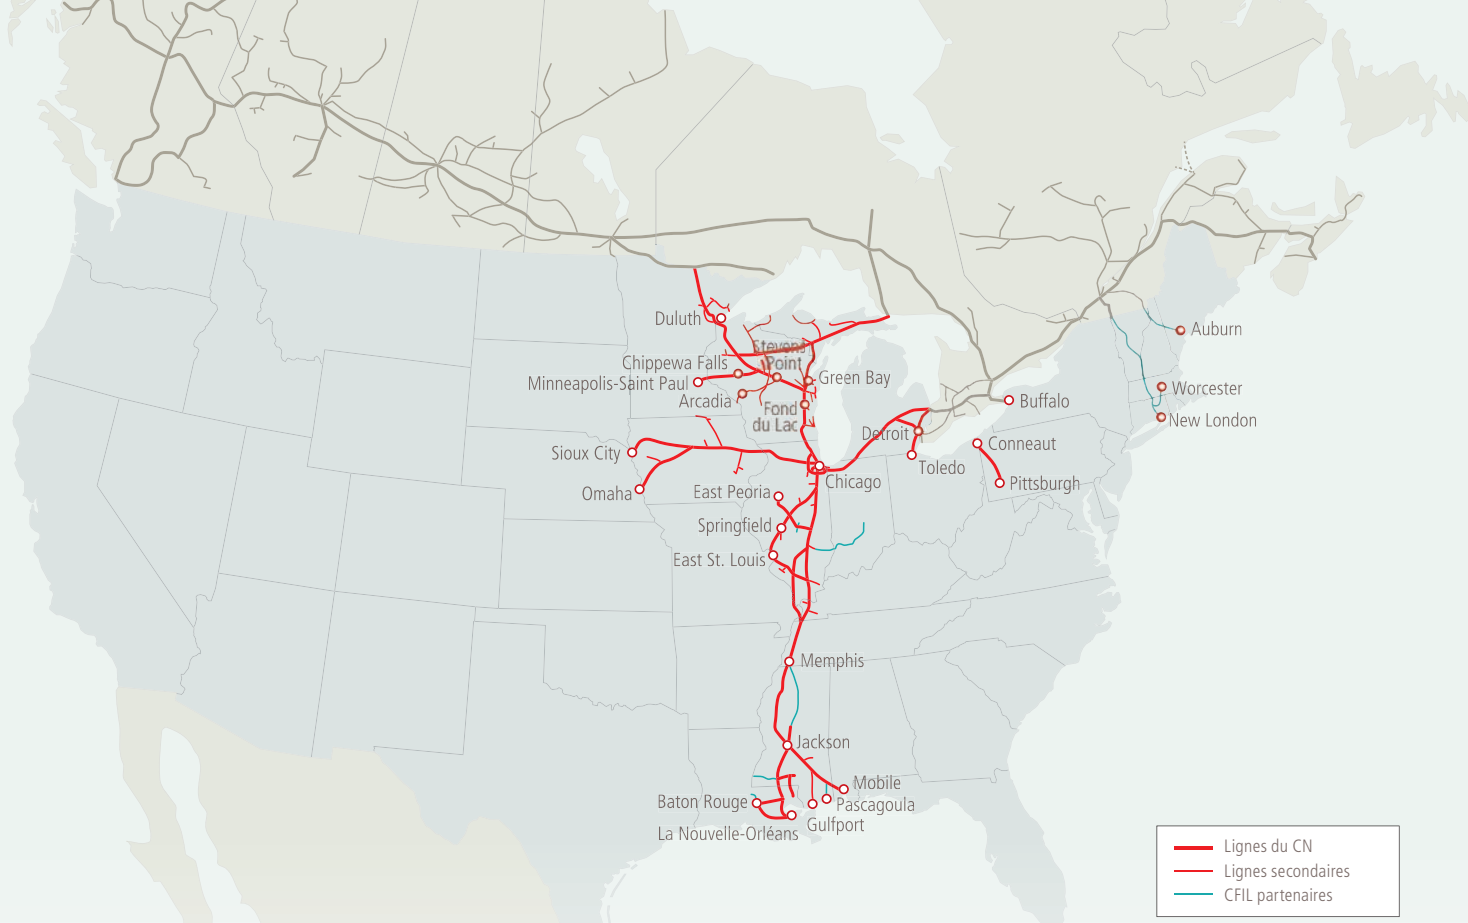 Duluth
Auburn
Stevens
Point
Chippewa Falls
Green Bay
Minneapolis-Saint Paul
Worcester
Arcadia
Buffalo
Fond
du Lac
New London
Detroit
Conneaut
Sioux City
Toledo
Chicago
Pittsburgh
Omaha
East Peoria
Springfield
East St. Louis
Memphis
Jackson
Mobile
Baton Rouge
Pascagoula
Gulfport
La Nouvelle-Orléans
Lignes du CN
Lignes secondaires
CFIL partenaires